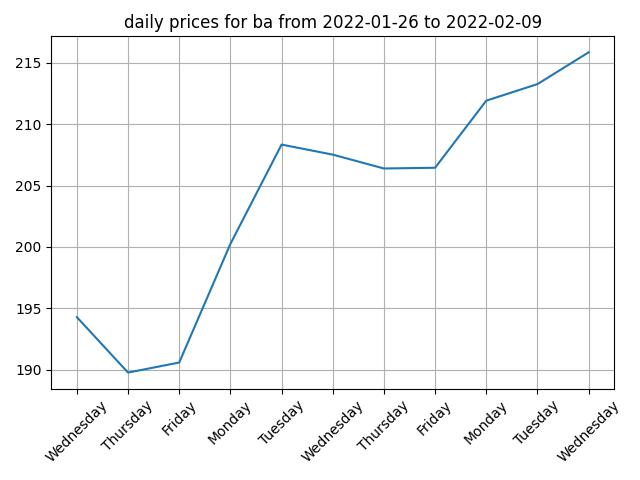 daily prices for ba from 2022-01-26 to 2022-02-09
215
210
205
200
195
190
Wednesday
Thursday
Friday
Monday
Tuesday
Wednesday
Thursday
Friday
Monday
Tuesday
Wednesday